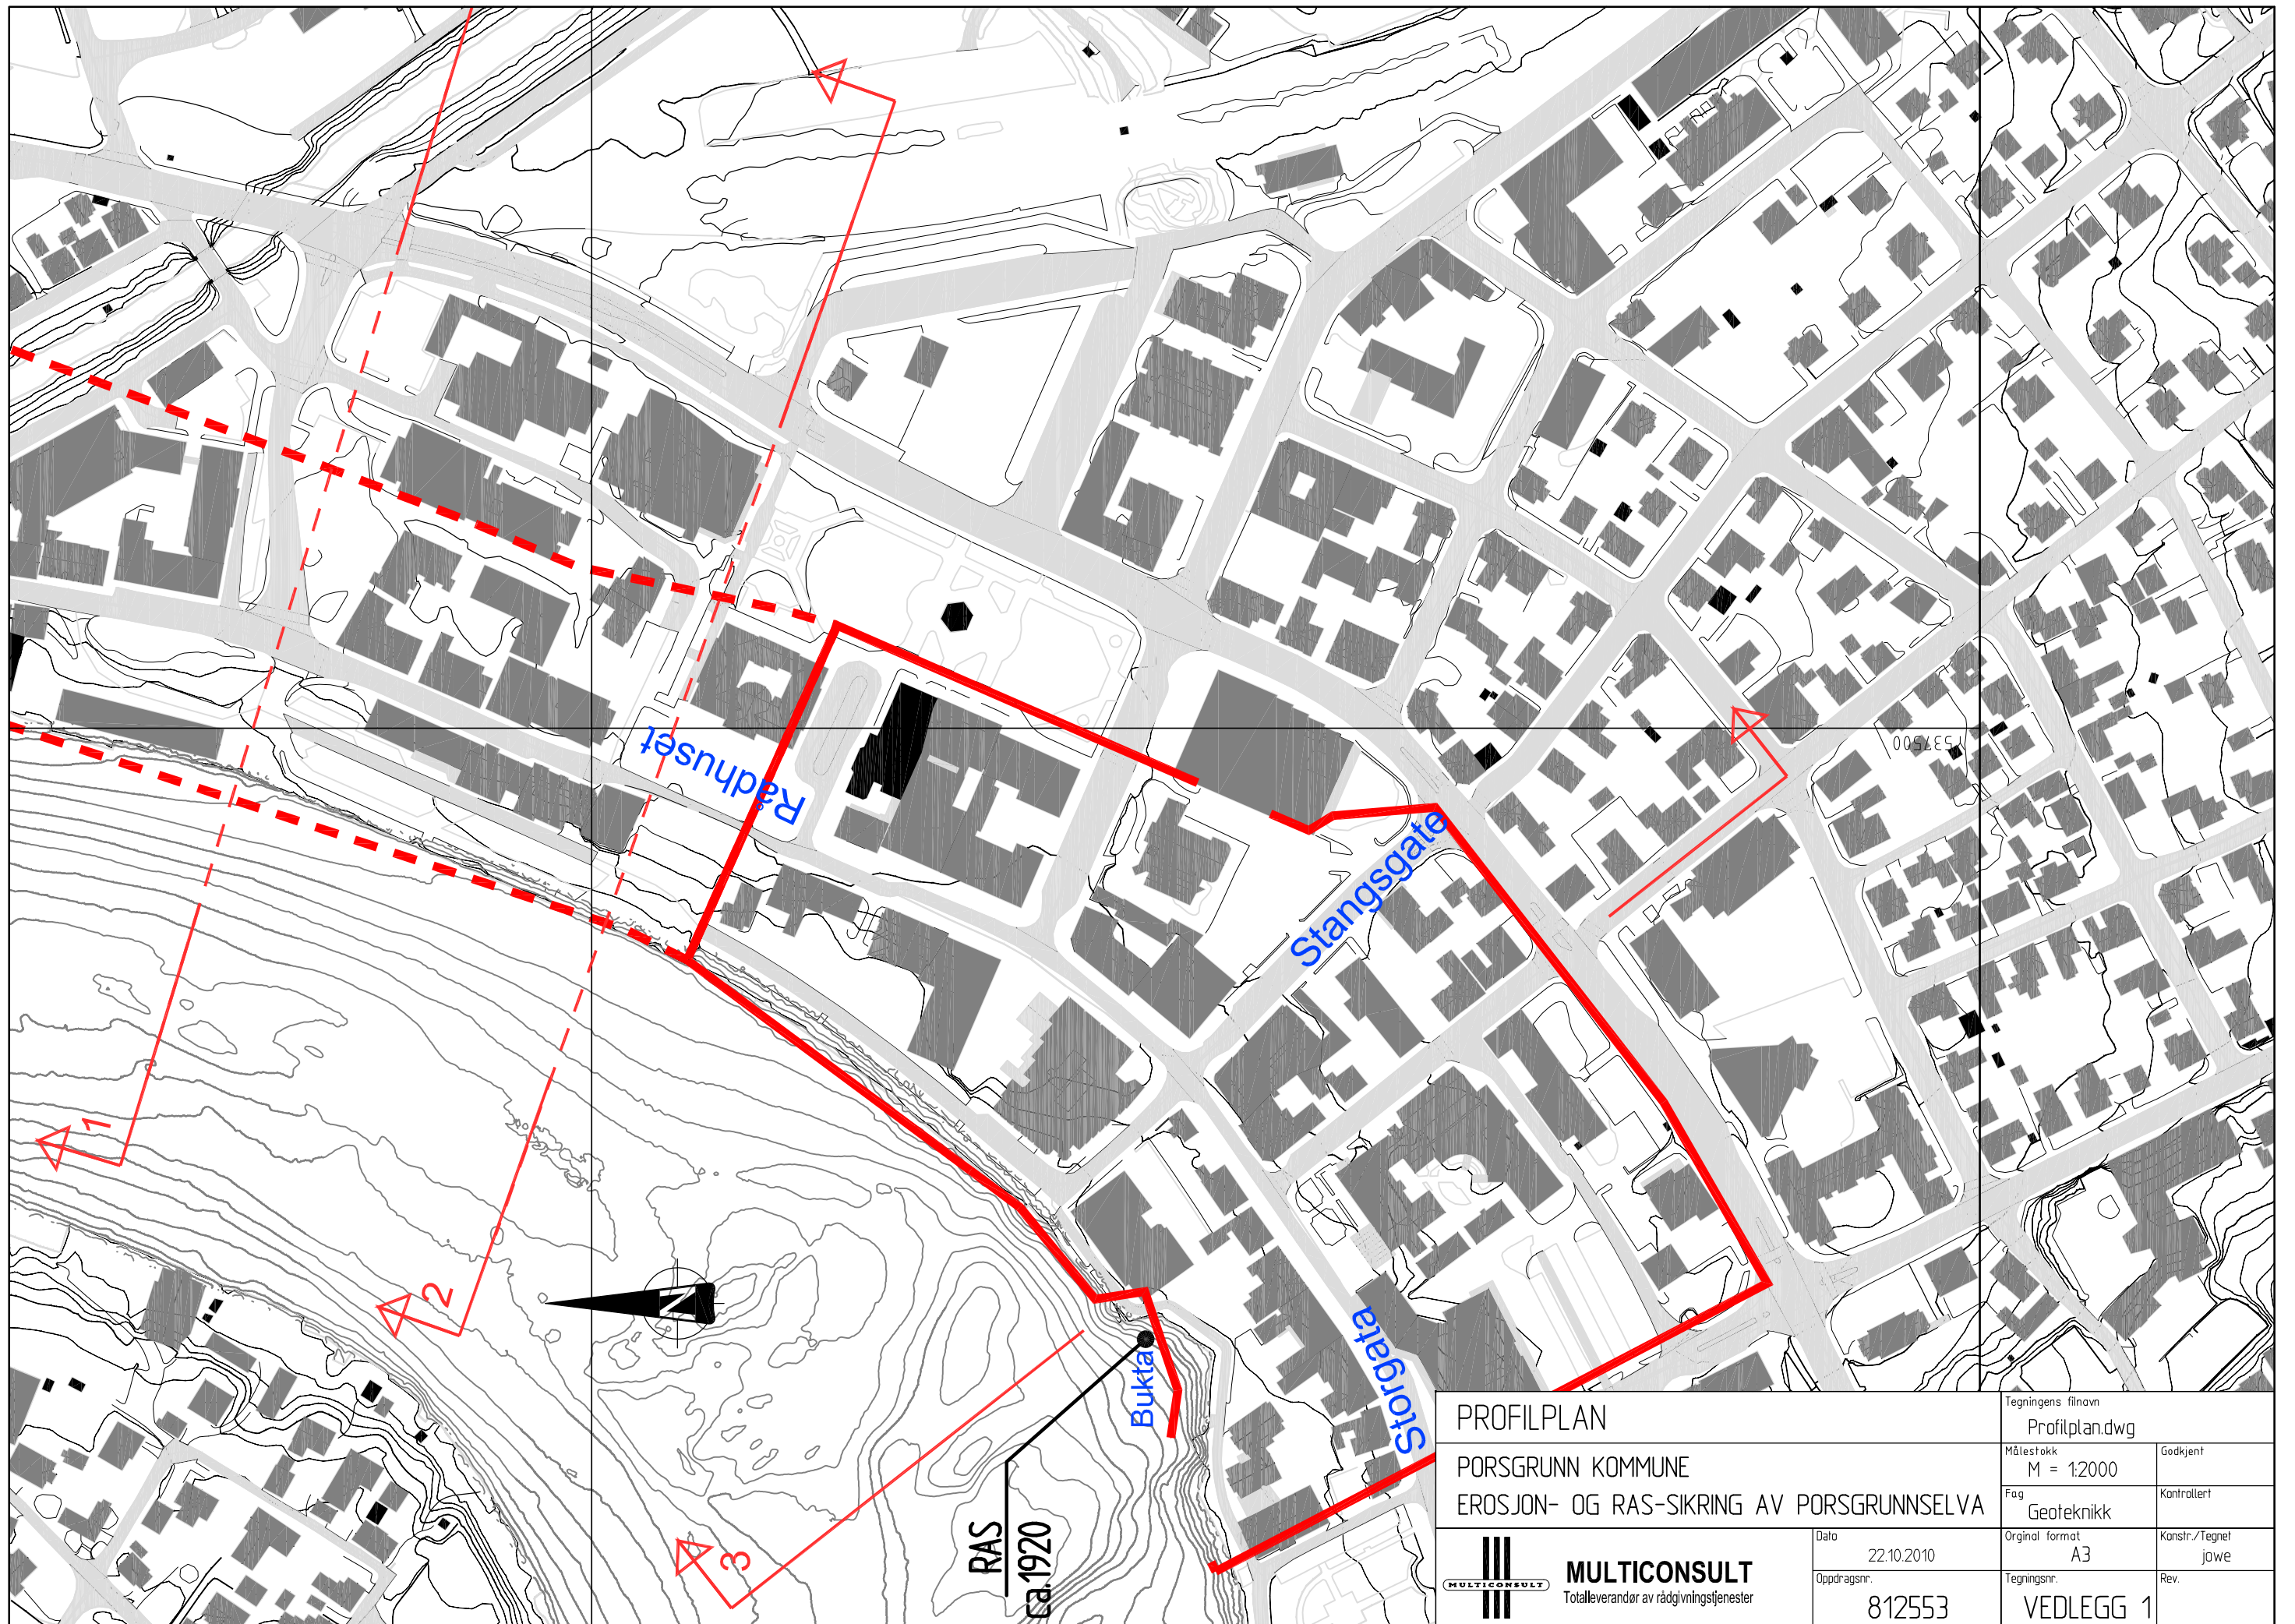 Rådhuset
Stangsgate
Storgata
Bukta
1
2
3
RAS
ca.1920
N
PROFILPLAN
PORSGRUNN KOMMUNE
EROSJON- OG RAS-SIKRING AV PORSGRUNNSELVA
Tegningens filnavn
Profilplan.dwg
Målestokk
M = 1:2000
Godkjent
Fag
Geoteknikk
Kontrollert
MULTICONSULT
MULTICONSULT
Totalleverandør av rådgivningstjenester
Dato
22.10.2010
Orginal format
A3
Konstr./Tegnet
jowe
Oppdragsnr.
812553
Tegningsnr.
VEDLEGG 1
Rev.